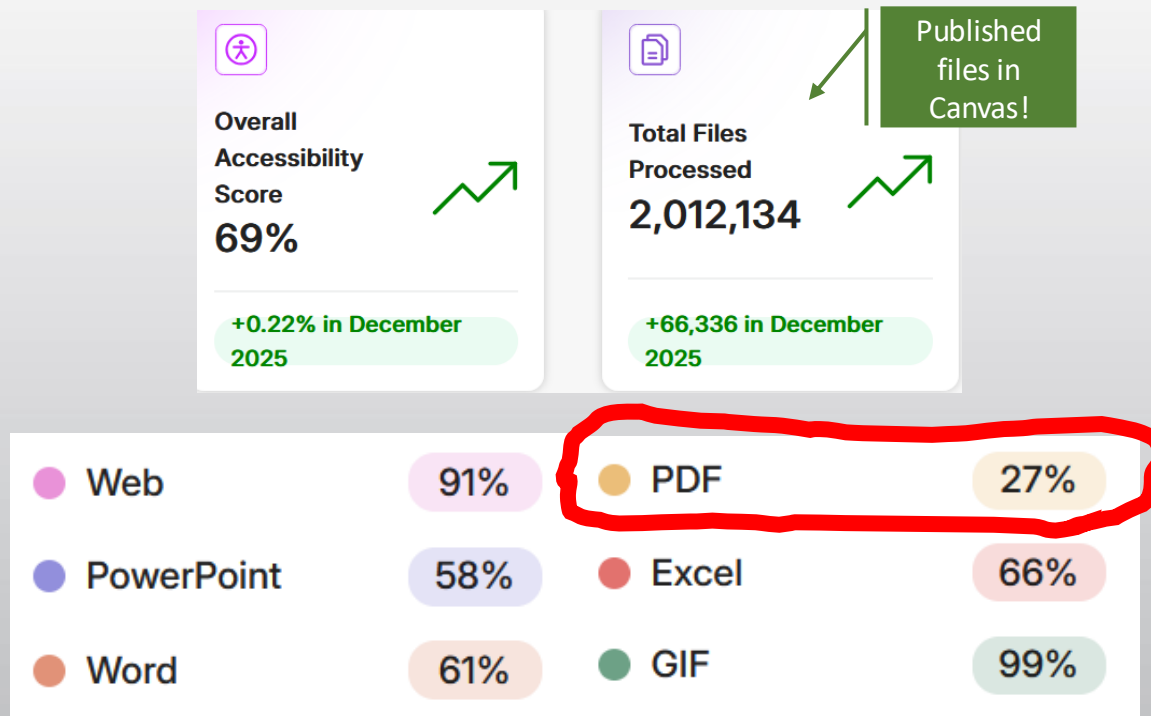 Overall
Accessibility
Score
69%
+0.22% in December
2025
Published
files in
Canvas!
Total Files
Processed
2,012,134
+66,336 in December
2025
Web 91%
PowerPoint 58%
Word 61%
PDF 27%
Excel 66%
GIF 99%